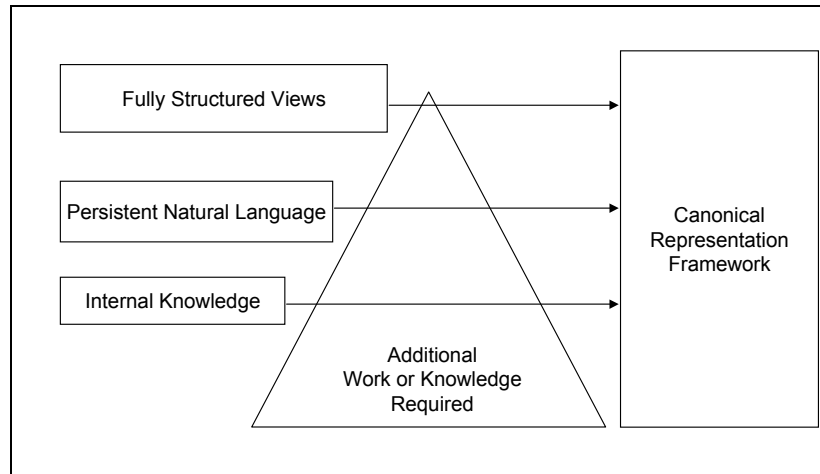 Fully Structured Views
Persistent Natural Language
Internal Knowledge
Additional
Work or Knowledge
Required
Canonical
Representation
Framework